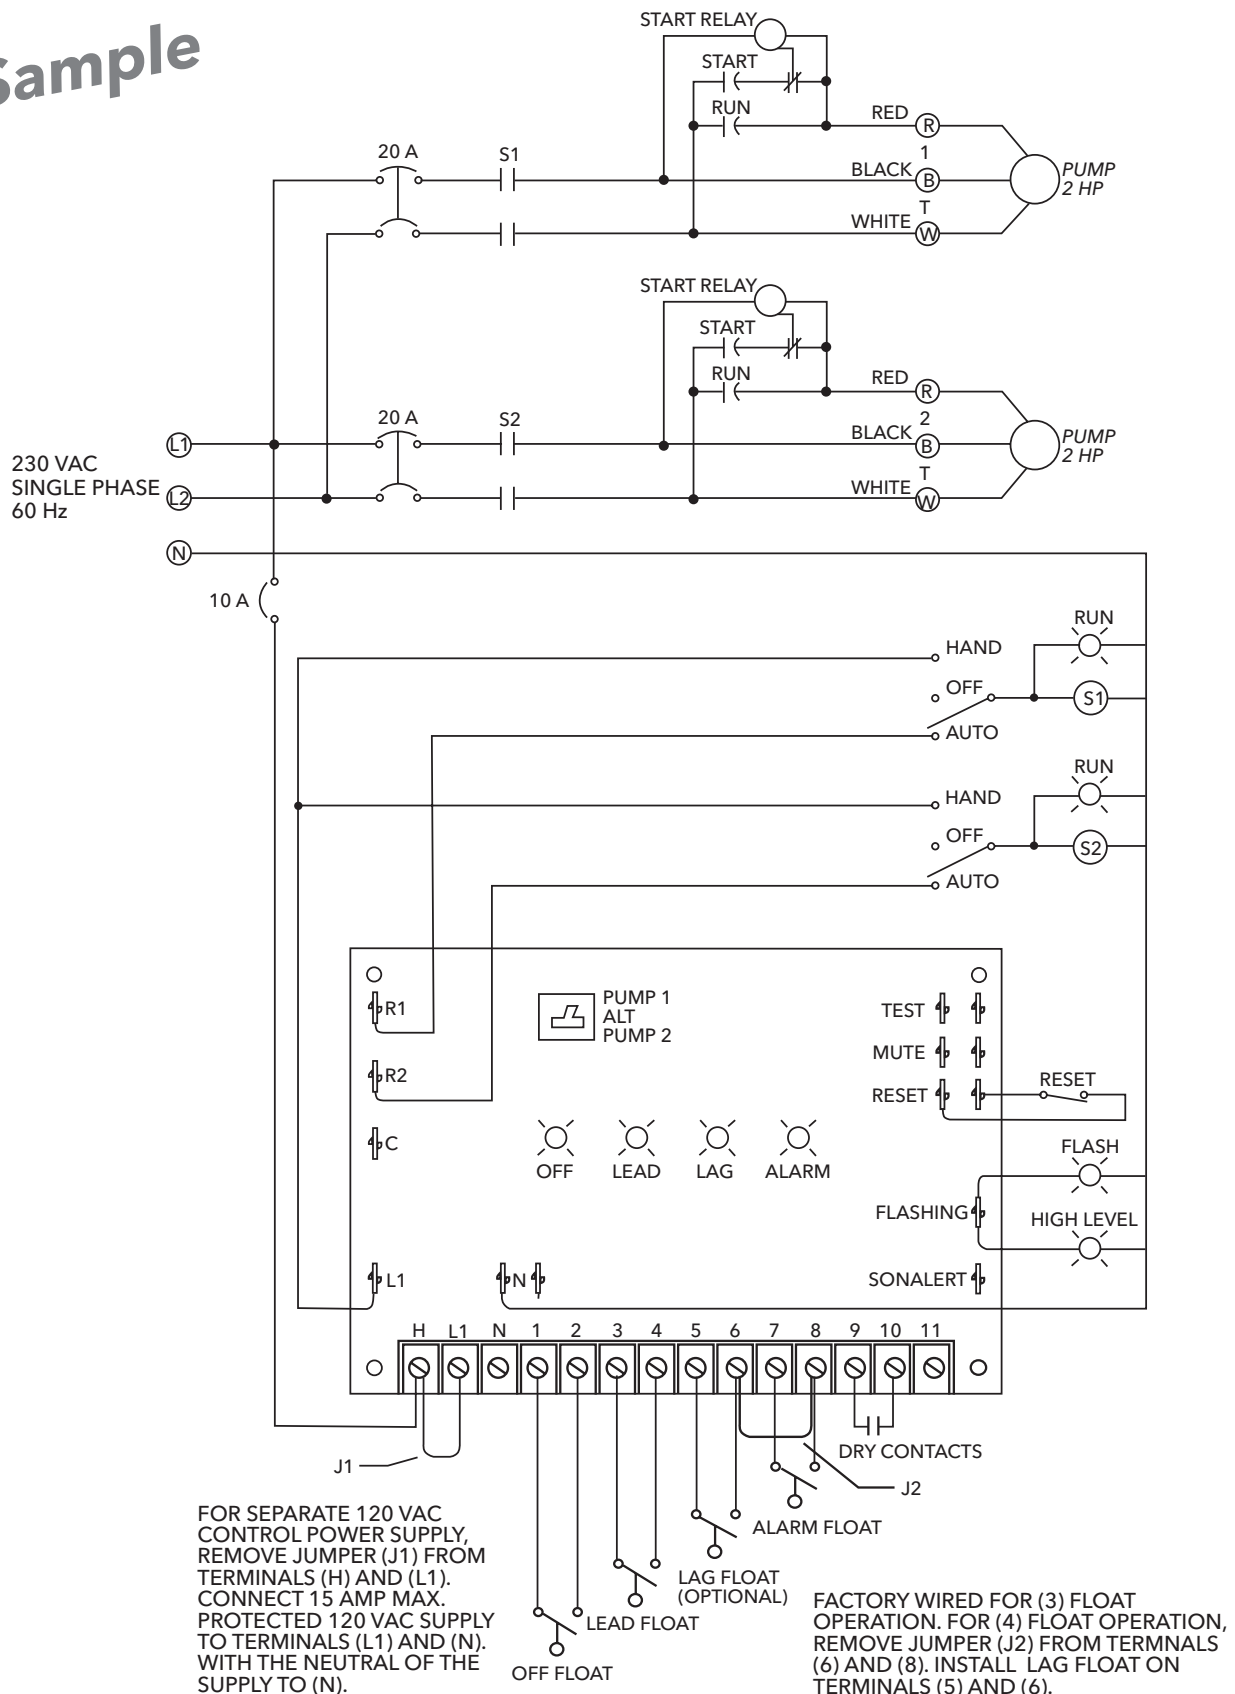 Sample
START RELAY
START
RUN
RED
R
20 A
S1
1
BLACK
B
PUMP
2 HP
T
WHITE
W
START RELAY
START
RUN
RED
R
20 A
S2
2
BLACK
B
PUMP
2 HP
L1
230 VAC
SINGLE PHASE
60 Hz
L2
T
WHITE
W
N
10 A
RUN
HAND
OFF
S1
AUTO
RUN
HAND
OFF
S2
AUTO
R1
PUMP 1
ALT
PUMP 2
TEST
MUTE
R2
RESET
RESET
C
OFF
LEAD
LAG
ALARM
FLASH
FLASHING
HIGH LEVEL
L1
N
SONALERT
H L1 N 1 2 3 4 5 6 7 8 9 10 11
DRY CONTACTS
J1
J2
ALARM FLOAT
LAG FLOAT
(OPTIONAL)
LEAD FLOAT
OFF FLOAT
FOR SEPARATE 120 VAC
CONTROL POWER SUPPLY,
REMOVE JUMPER (J1) FROM
TERMINALS (H) AND (L1).
CONNECT 15 AMP MAX.
PROTECTED 120 VAC SUPPLY
TO TERMINALS (L1) AND (N).
WITH THE NEUTRAL OF THE
SUPPLY TO (N).
FACTORY WIRED FOR (3) FLOAT
OPERATION. FOR (4) FLOAT OPERATION,
REMOVE JUMPER (J2) FROM TERMNALS
(6) AND (8). INSTALL LAG FLOAT ON
TERMINALS (5) AND (6).